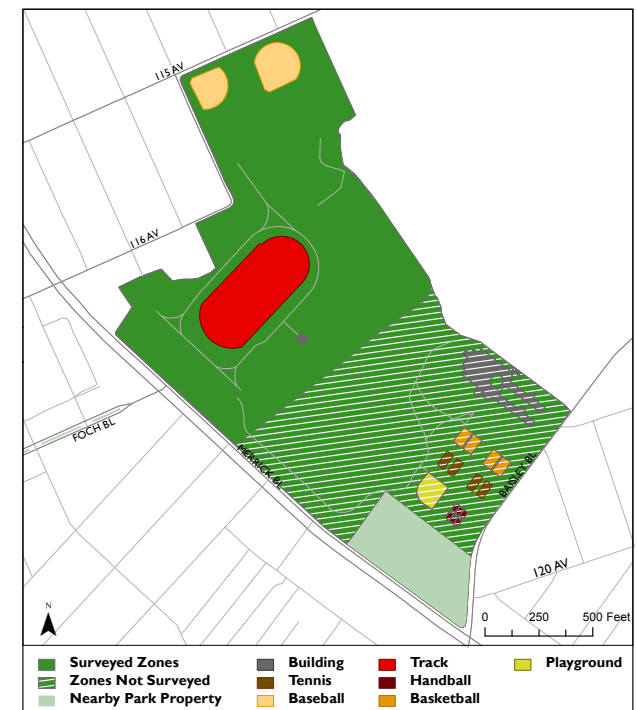 115 AV
116 AV
FOCH BL
MERRICK BL
BAISLEY BL
120 AV
N
0 250 500 Feet
Surveyed Zones
Zones Not Surveyed
Nearby Park Property
Building
Tennis
Baseball
Track
Handball
Basketball
Playground